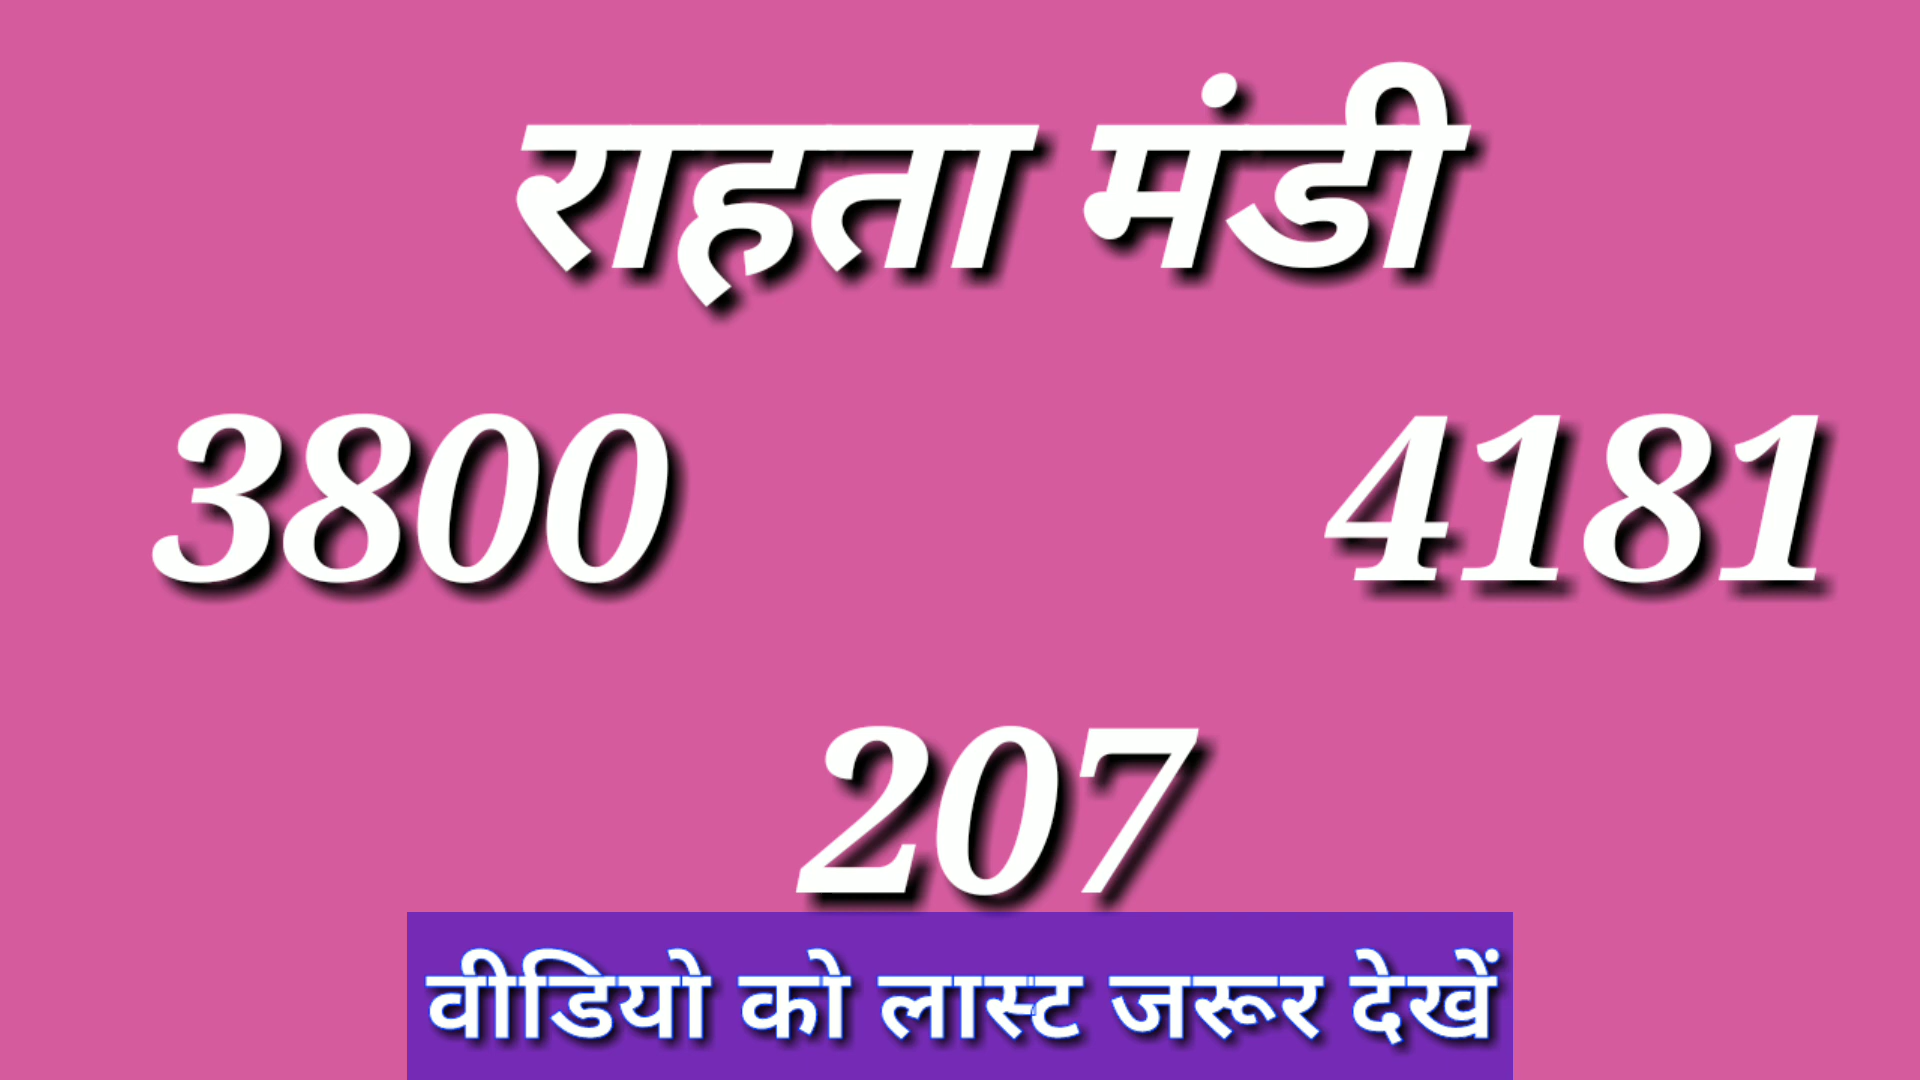 राहता मंडी
3800 4181
207
वीडियो को लास्ट जरूर देखें